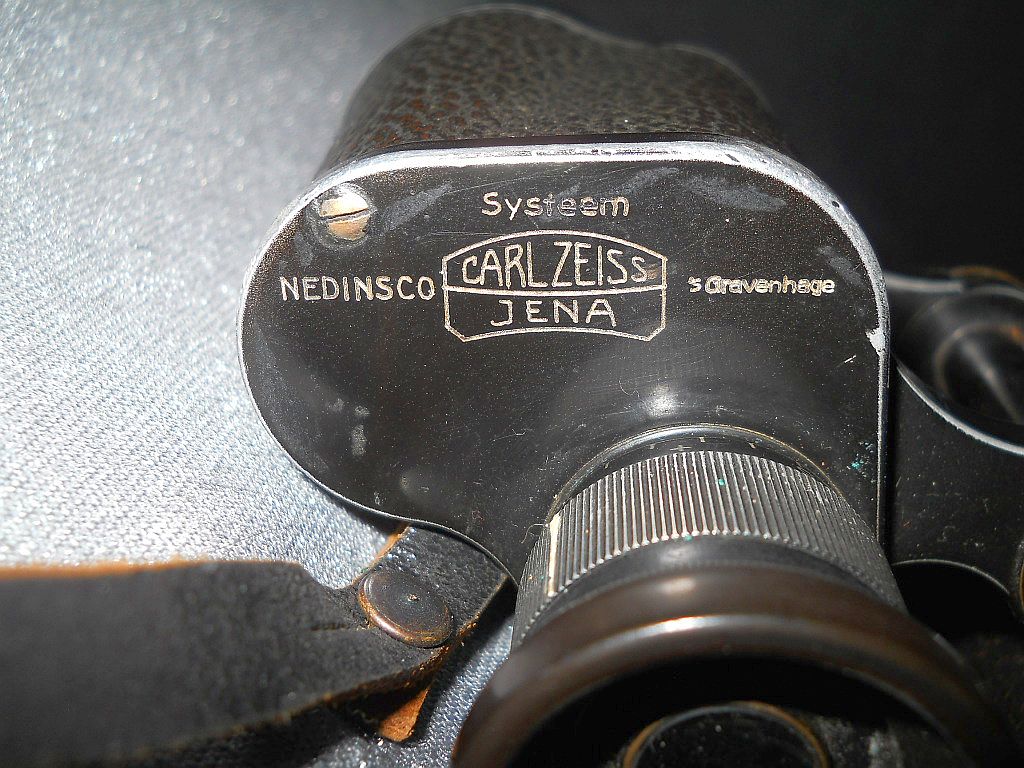 Systeem
NEDINSCO CARL ZEISS 's Gravenhage
JENA